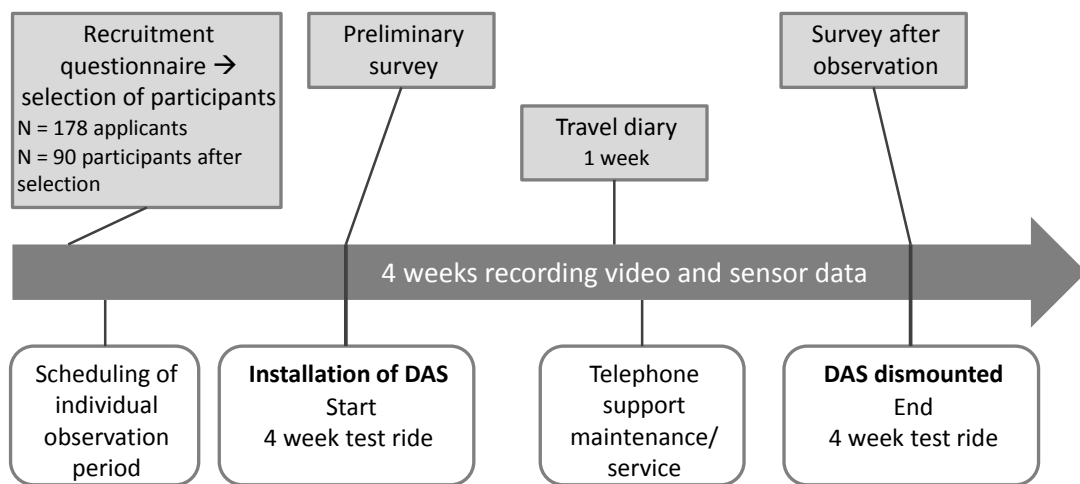 Recruitment
questionnaire →
selection of participants
N = 178 applicants
N = 90 participants after
selection
Preliminary
survey
Travel diary
1 week
Survey after
observation
4 weeks recording video and sensor data
Scheduling of
individual
observation
period
Installation of DAS
Start
4 week test ride
Telephone
support
maintenance/
service
DAS dismounted
End
4 week test ride